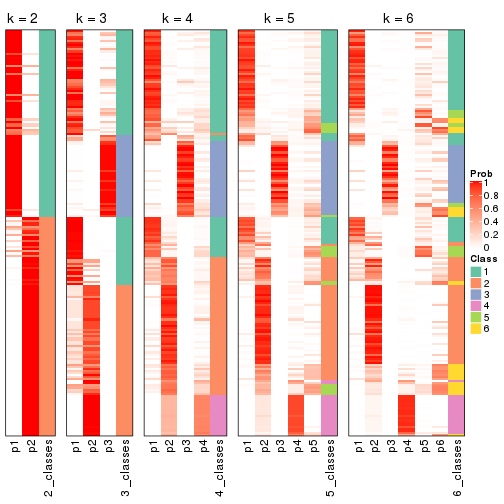 k = 2
k = 3
k = 4
k = 5
k = 6
p1
p2
2_classes
p1
p2
p3
3_classes
p1
p2
p3
p4
4_classes
p1
p2
p3
p4
p5
5_classes
p1
p2
p3
p4
p5
p6
6_classes
Prob
1
0.8
0.6
0.4
0.2
0
Class
1
2
3
4
5
6